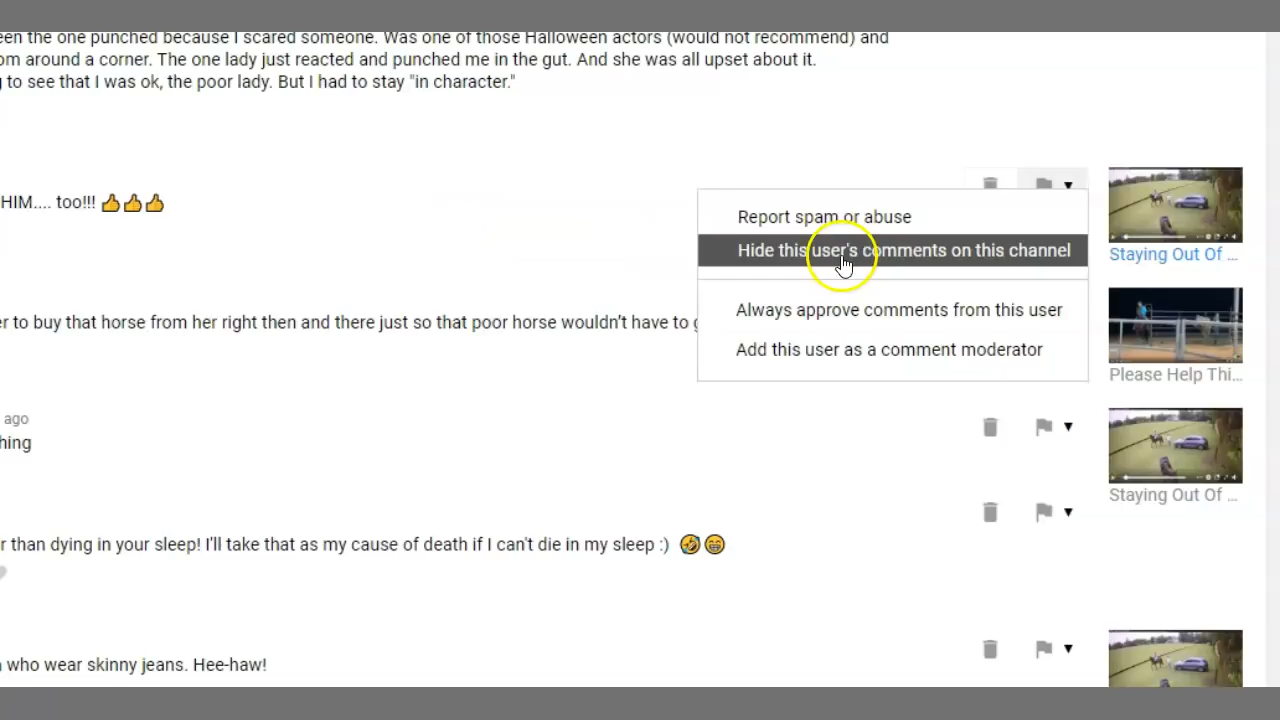 een the one punched because I scared someone. Was one of those Halloween actors (would not recommend) and
om around a corner. The one lady just reacted and punched me in the gut. And she was all upset about it.
g to see that I was ok, the poor lady. But I had to stay "in character."
HIM.... too!!! 👍👍👍
Report spam or abuse
Hide this user's comments on this channel
Always approve comments from this user
Add this user as a comment moderator
Staying Out Of ...
er to buy that horse from her right then and there just so that poor horse wouldn't have to g
Please Help Thi...
ago
hing
Staying Out Of ...
r than dying in your sleep! I'll take that as my cause of death if I can't die in my sleep :) 🤣😁
who wear skinny jeans. Hee-haw!